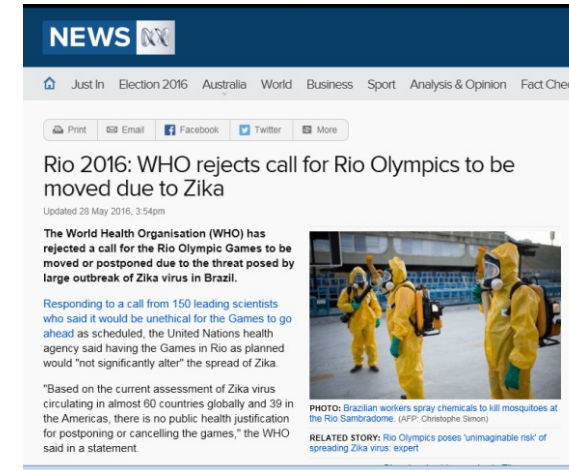 NEWS
Just In Election 2016 Australia World Business Sport Analysis & Opinion Fact Che
Print Email Facebook Twitter More
Rio 2016: WHO rejects call for Rio Olympics to be
moved due to Zika
Updated 28 May 2016, 3:54pm
The World Health Organisation (WHO) has
rejected a call for the Rio Olympic Games to be
moved or postponed due to the threat posed by
large outbreak of Zika virus in Brazil.
Responding to a call from 150 leading scientists
who said it would be unethical for the Games to go
ahead as scheduled, the United Nations health
agency said having the Games in Rio as planned
would "not significantly alter" the spread of Zika.
"Based on the current assessment of Zika virus
circulating in almost 60 countries globally and 39 in
the Americas, there is no public health justification
for postponing or cancelling the games," the WHO
said in a statement.
PHOTO: Brazilian workers spray chemicals to kill mosquitoes at
the Rio Sambradome. (AFP: Christophe Simon)
RELATED STORY: Rio Olympics poses 'unimaginable risk' of
spreading Zika virus: expert